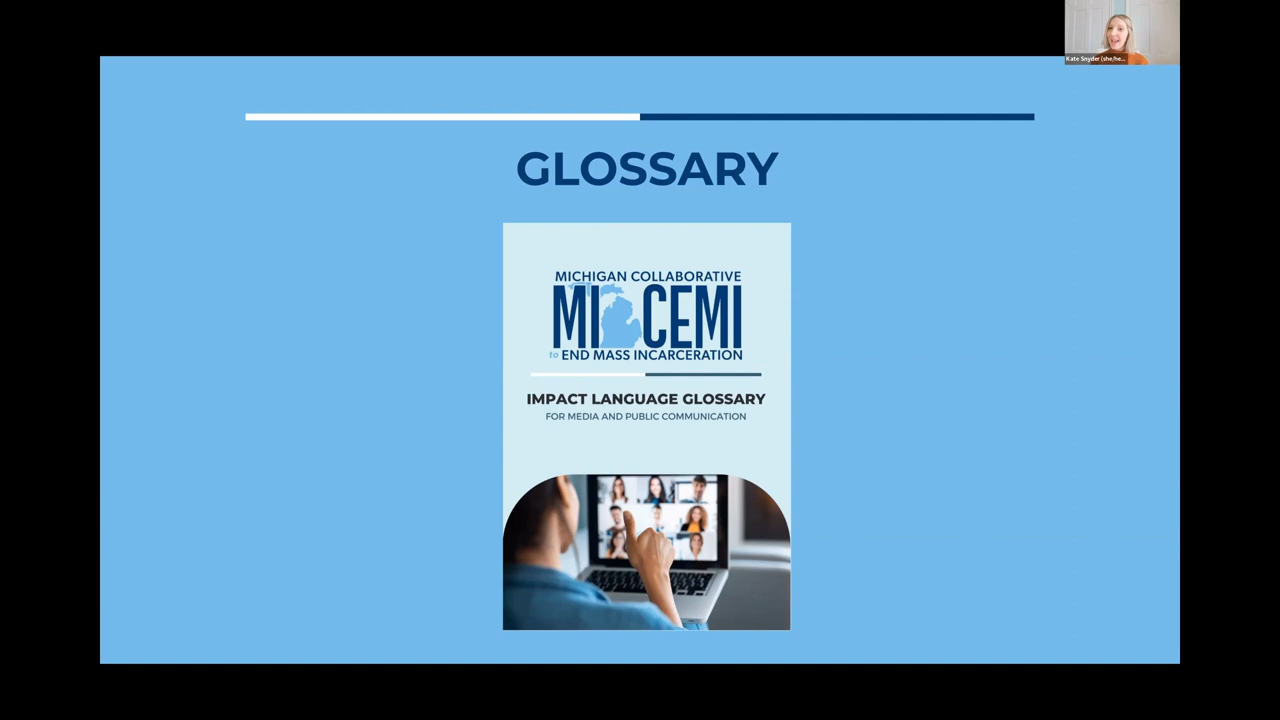 Kate Snyder (she/he...
GLOSSARY
MICHIGAN COLLABORATIVE
MI CEMI
to END MASS INCARCERATION
IMPACT LANGUAGE GLOSSARY
FOR MEDIA AND PUBLIC COMMUNICATION